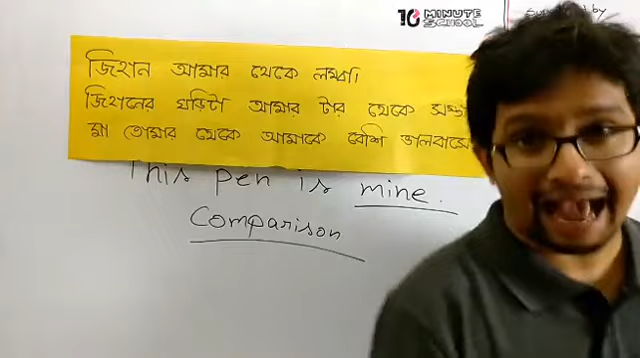 10 MINUTE SCHOOL
জিহান আমার থেকে লম্বা।
জিহানের ঘড়িটা আমার টার থেকে
মা তোমার থেকে আমাকে বেশি ভালবাসে
This pen is mine.
Comparison